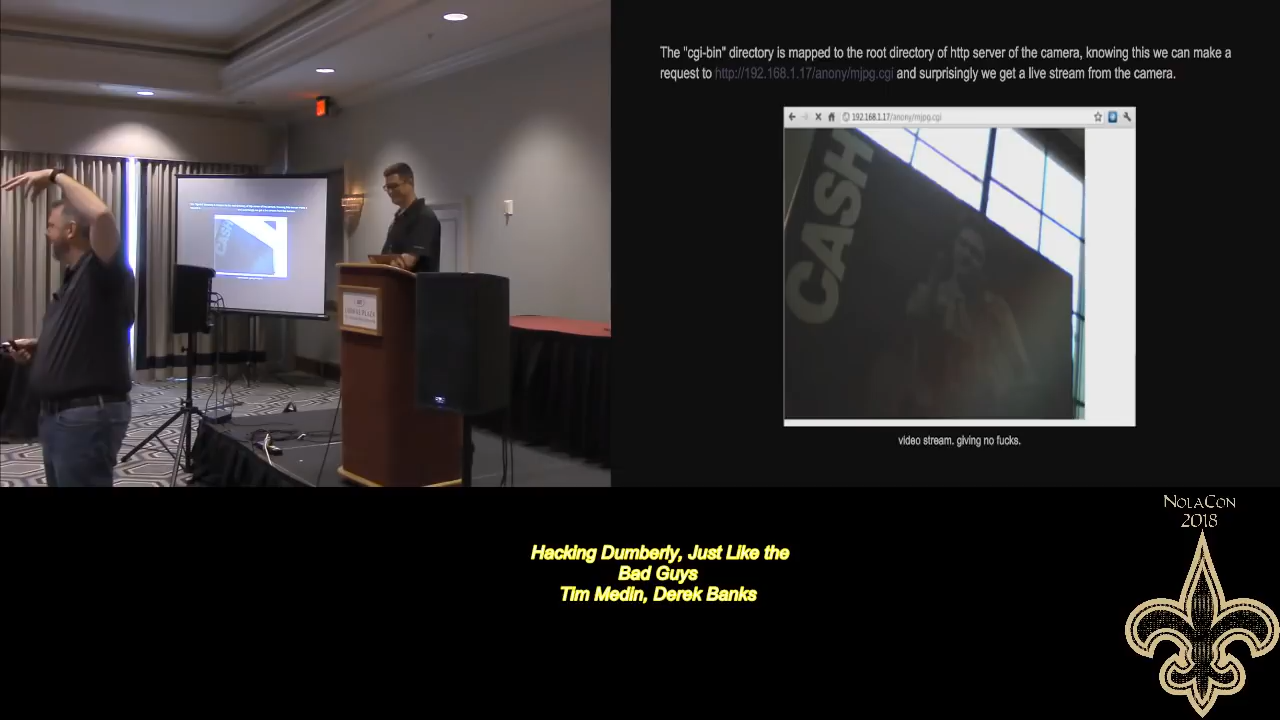 The "cgi-bin" directory is mapped to the root directory of http server of the camera, knowing this we can make a
request to http://192.168.1.17/anony/mjpg.cgi and surprisingly we get a live stream from the camera.
192.168.1.17/anony/mjpg.cgi
CASH
video stream. giving no fucks.
CASH
NOLACON
2018
Hacking Dumberly, Just Like the
Bad Guys
Tim Medin, Derek Banks